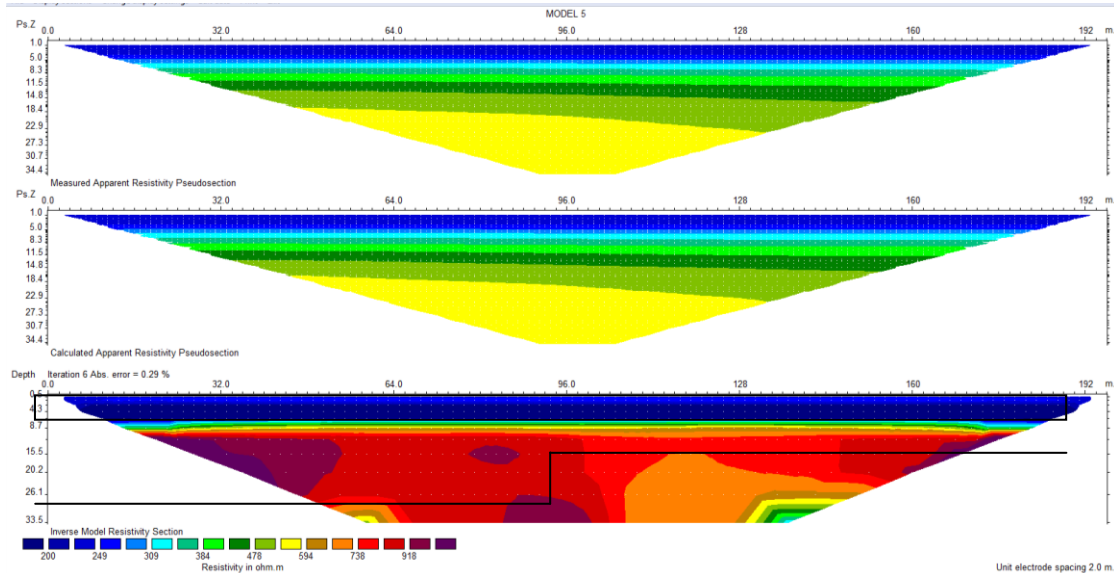 MODEL 5
Ps.Z 0.0 32.0 64.0 96.0 128 160 192 m.
1.0
5.0
8.3
11.5
14.8
18.4
22.9
27.3
30.7
34.4
Measured Apparent Resistivity Pseudosection
Ps.Z 0.0 32.0 64.0 96.0 128 160 192 m.
1.0
5.0
8.3
11.5
14.8
18.4
22.9
27.3
30.7
34.4
Calculated Apparent Resistivity Pseudosection
Depth Iteration 6 Abs. error = 0.29 %
0.0 32.0 64.0 96.0 128 160 192 m.
0.5
4.3
8.7
15.5
20.2
26.1
33.5
Inverse Model Resistivity Section
200 249 309 384 478 594 738 918
Resistivity in ohm.m
Unit electrode spacing 2.0 m.